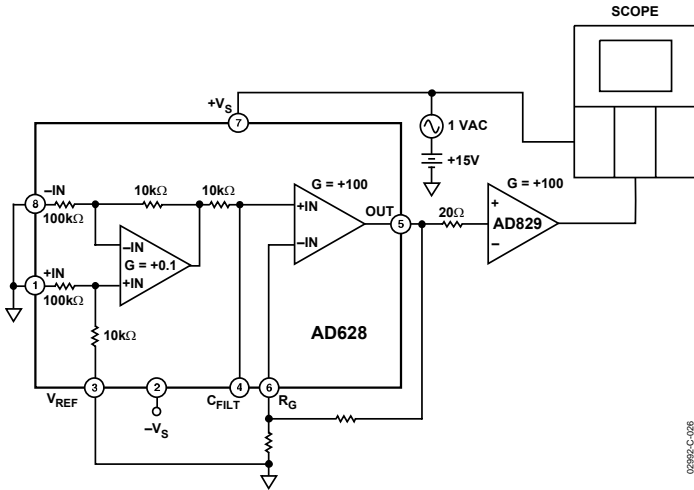 SCOPE
+VS
7
1 VAC
+15V
–IN
8
100kΩ
10kΩ
10kΩ
G = +100
+IN
–IN
OUT
5
20Ω
G = +100
+
AD829
–
–IN
G = +0.1
+IN
+IN
1
100kΩ
10kΩ
AD628
3
2
4
6
VREF
–VS
CFILT
RG
02992-C-026